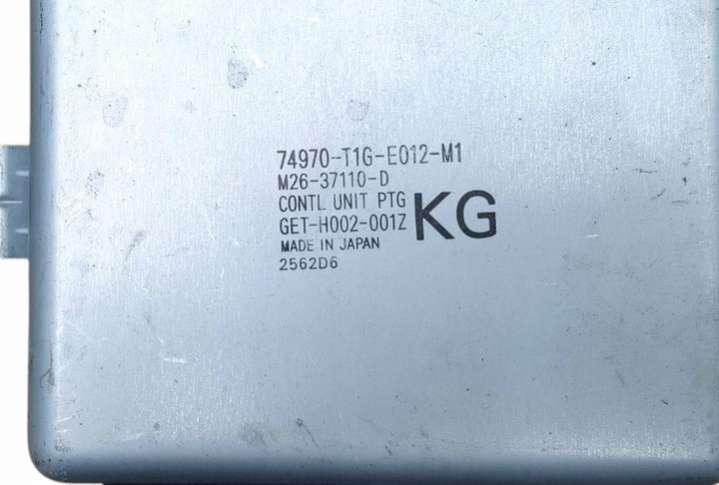 74970-T1G-E012-M1
M26-37110-D
CONTL UNIT PTG
GET-H002-001Z
KG
MADE IN JAPAN
2562D6